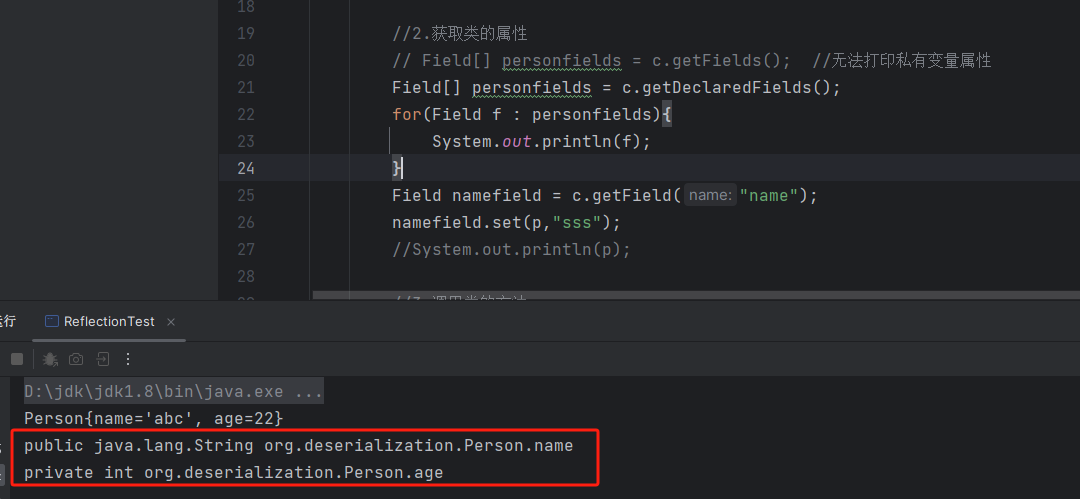 18
19 //2.获取类的属性
20 // Field[] personfields = c.getFields(); //无法打印私有变量属性
21 Field[] personfields = c.getDeclaredFields();
22 for(Field f : personfields){
23 System.out.println(f);
24 }
25 Field namefield = c.getField( name: "name");
26 namefield.set(p,"sss");
27 //System.out.println(p);
28
运行 ReflectionTest ×
D:\jdk\jdk1.8\bin\java.exe ...
Person{name='abc', age=22}
public java.lang.String org.deserialization.Person.name
private int org.deserialization.Person.age